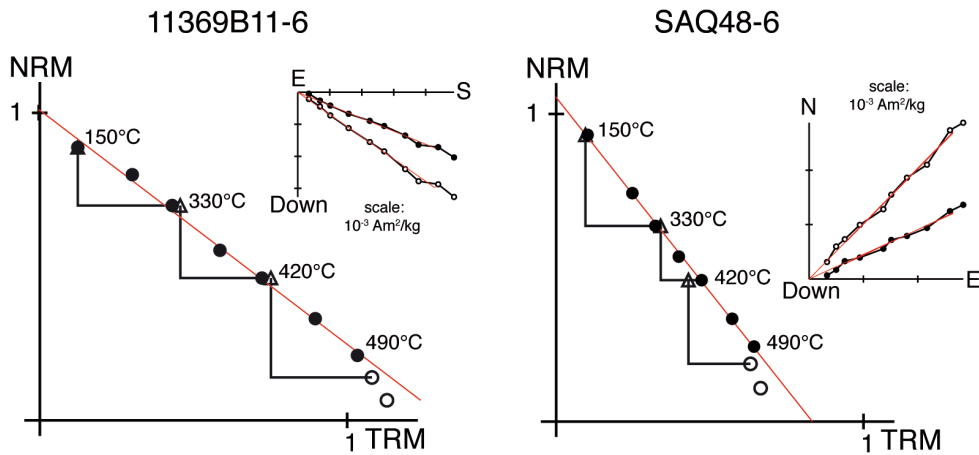 11369B11-6
NRM
1
150°C
330°C
420°C
490°C
1 TRM
E
S
Down
scale:
10⁻³ Am²/kg
SAQ48-6
NRM
1
150°C
330°C
420°C
490°C
1 TRM
scale:
10⁻³ Am²/kg
N
Down
E